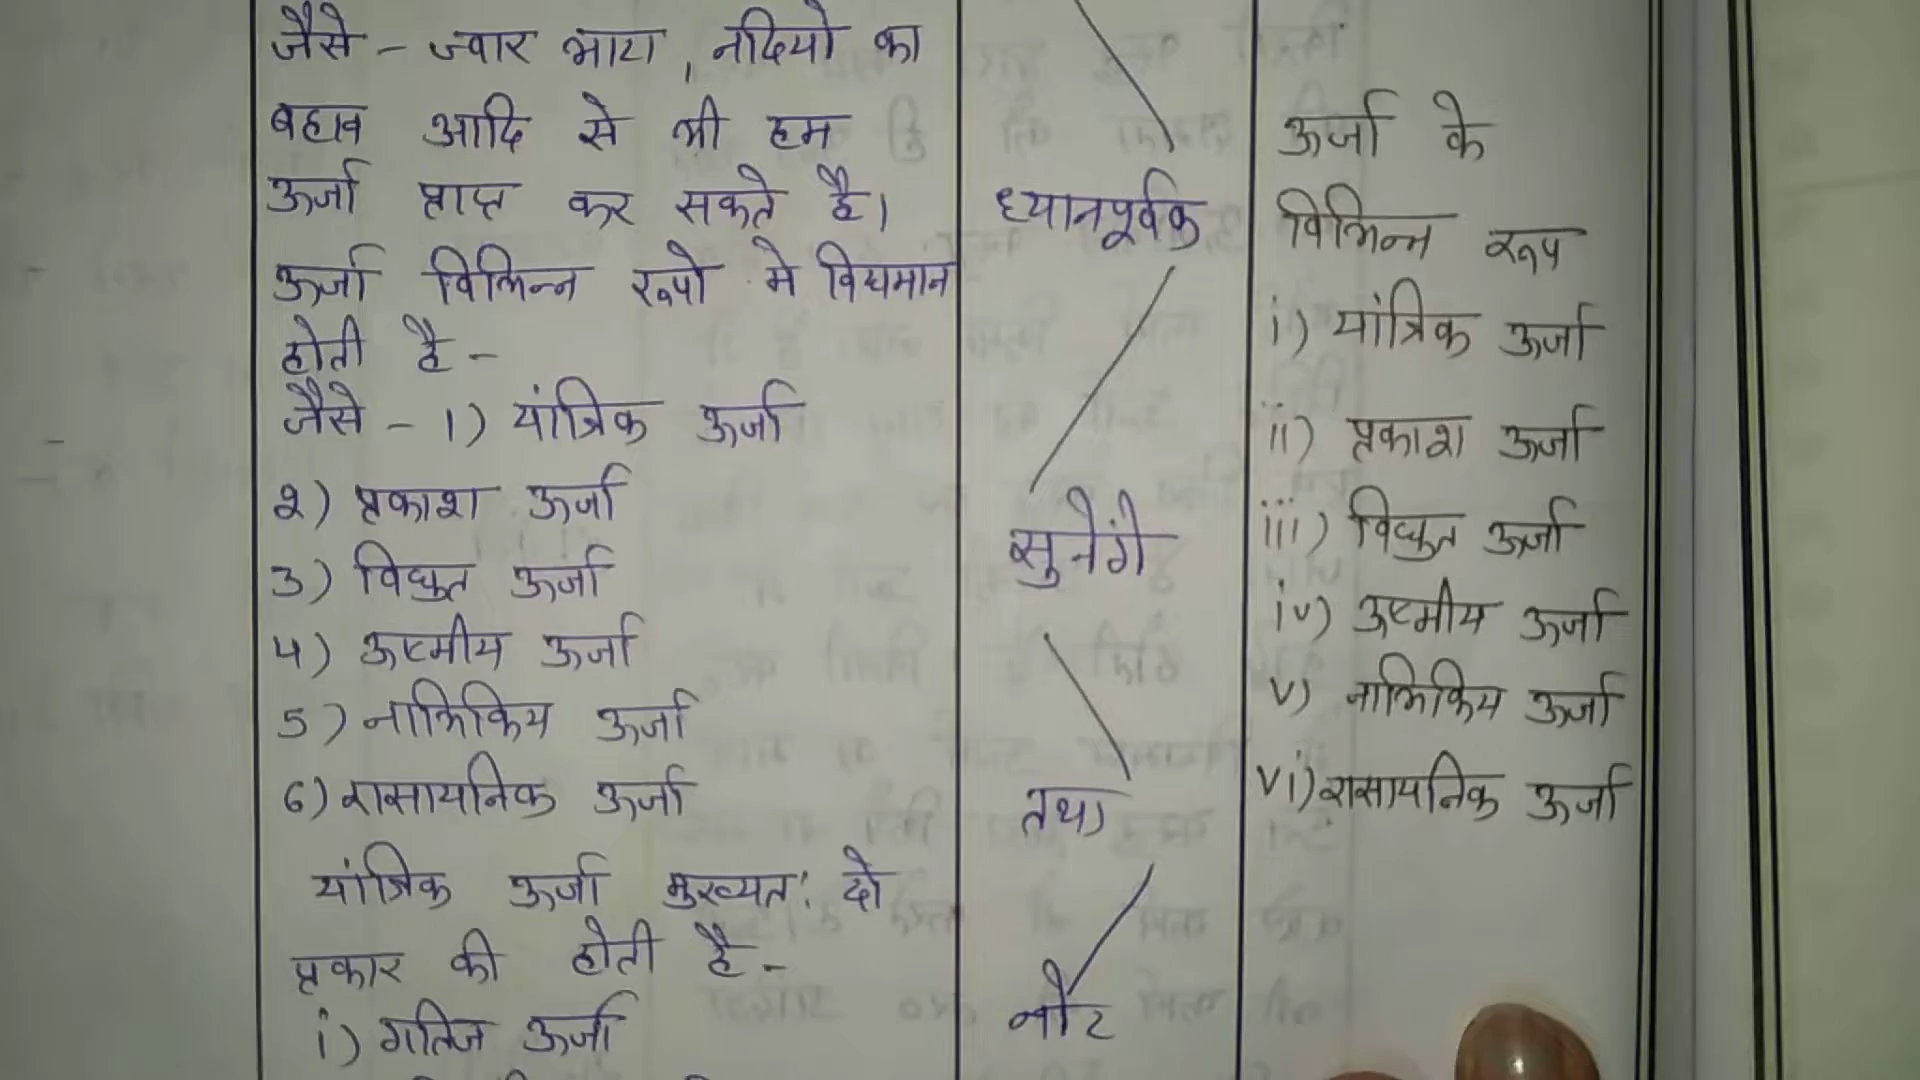 जैसे - ज्वार भाटा, नदियो का
बहाव आदि से भी हम
ऊर्जा प्राप्त कर सकते है।
ऊर्जा विभिन्न रूपो मे विद्यमान
होती है -
जैसे - 1) यांत्रिक ऊर्जा
२) प्रकाश ऊर्जा
3) विद्युत ऊर्जा
4) ऊष्मीय ऊर्जा
5) नाभिकिय ऊर्जा
6) रासायनिक ऊर्जा
यांत्रिक ऊर्जा मुख्यत: दो
प्रकार की होती है -
i) गतिज ऊर्जा
ध्यानपूर्वक
सुनेंगे
तथा
नोट
ऊर्जा के
विभिन्न रूप
i) यांत्रिक ऊर्जा
ii) प्रकाश ऊर्जा
iii) विद्युत ऊर्जा
iv) ऊष्मीय ऊर्जा
v) नाभिकिय ऊर्जा
vi) रासायनिक ऊर्जा